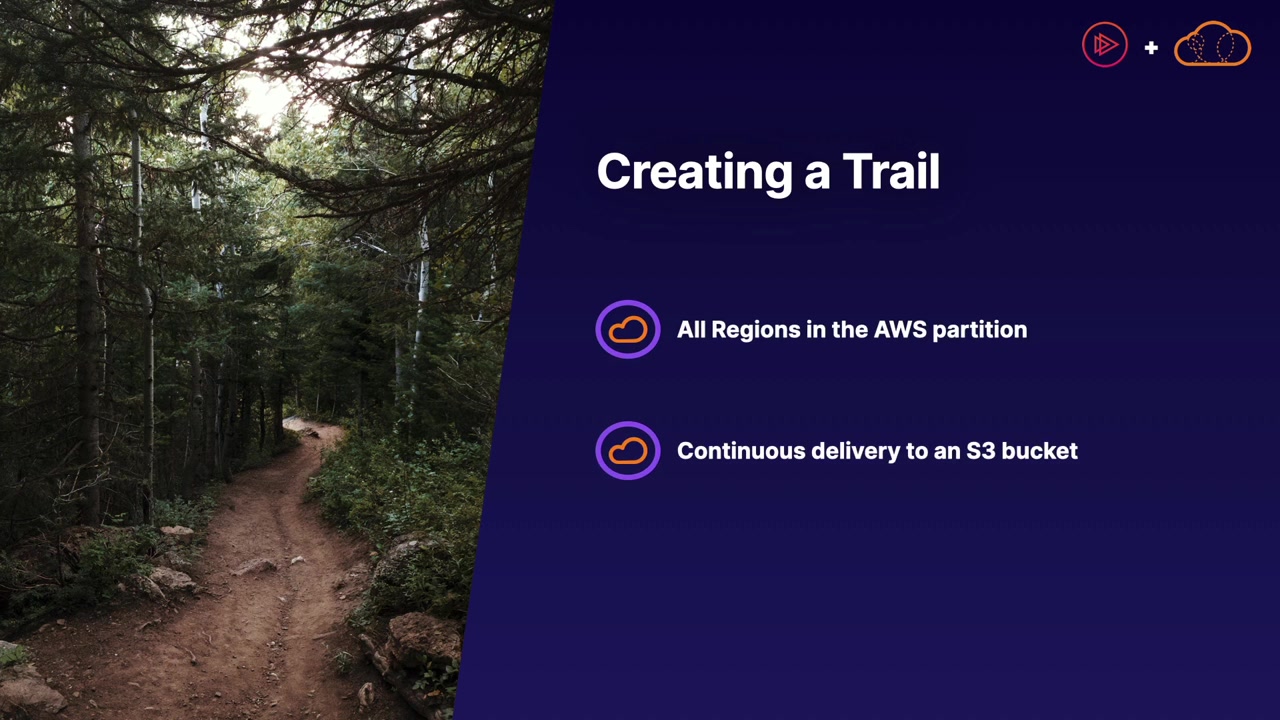 Creating a Trail
All Regions in the AWS partition
Continuous delivery to an S3 bucket